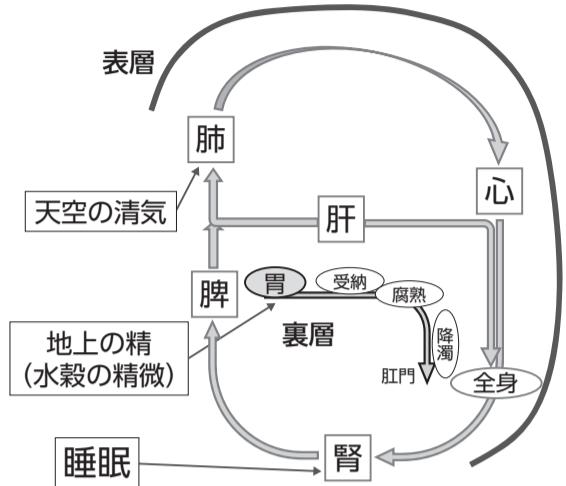 表層
肺
心
天空の清気
肝
脾
胃
受納
腐熟
裏層
降濁
地上の精
（水穀の精微）
肛門
全身
睡眠
腎